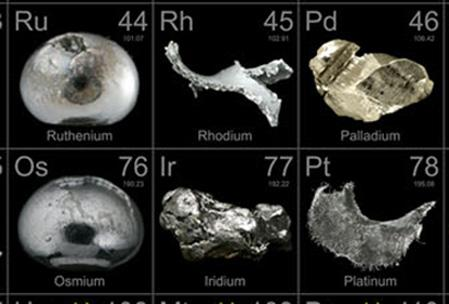 Ru 44
101.07
Ruthenium
Rh 45
102.91
Rhodium
Pd 46
106.42
Palladium
Os 76
190.23
Osmium
Ir 77
192.22
Iridium
Pt 78
195.08
Platinum